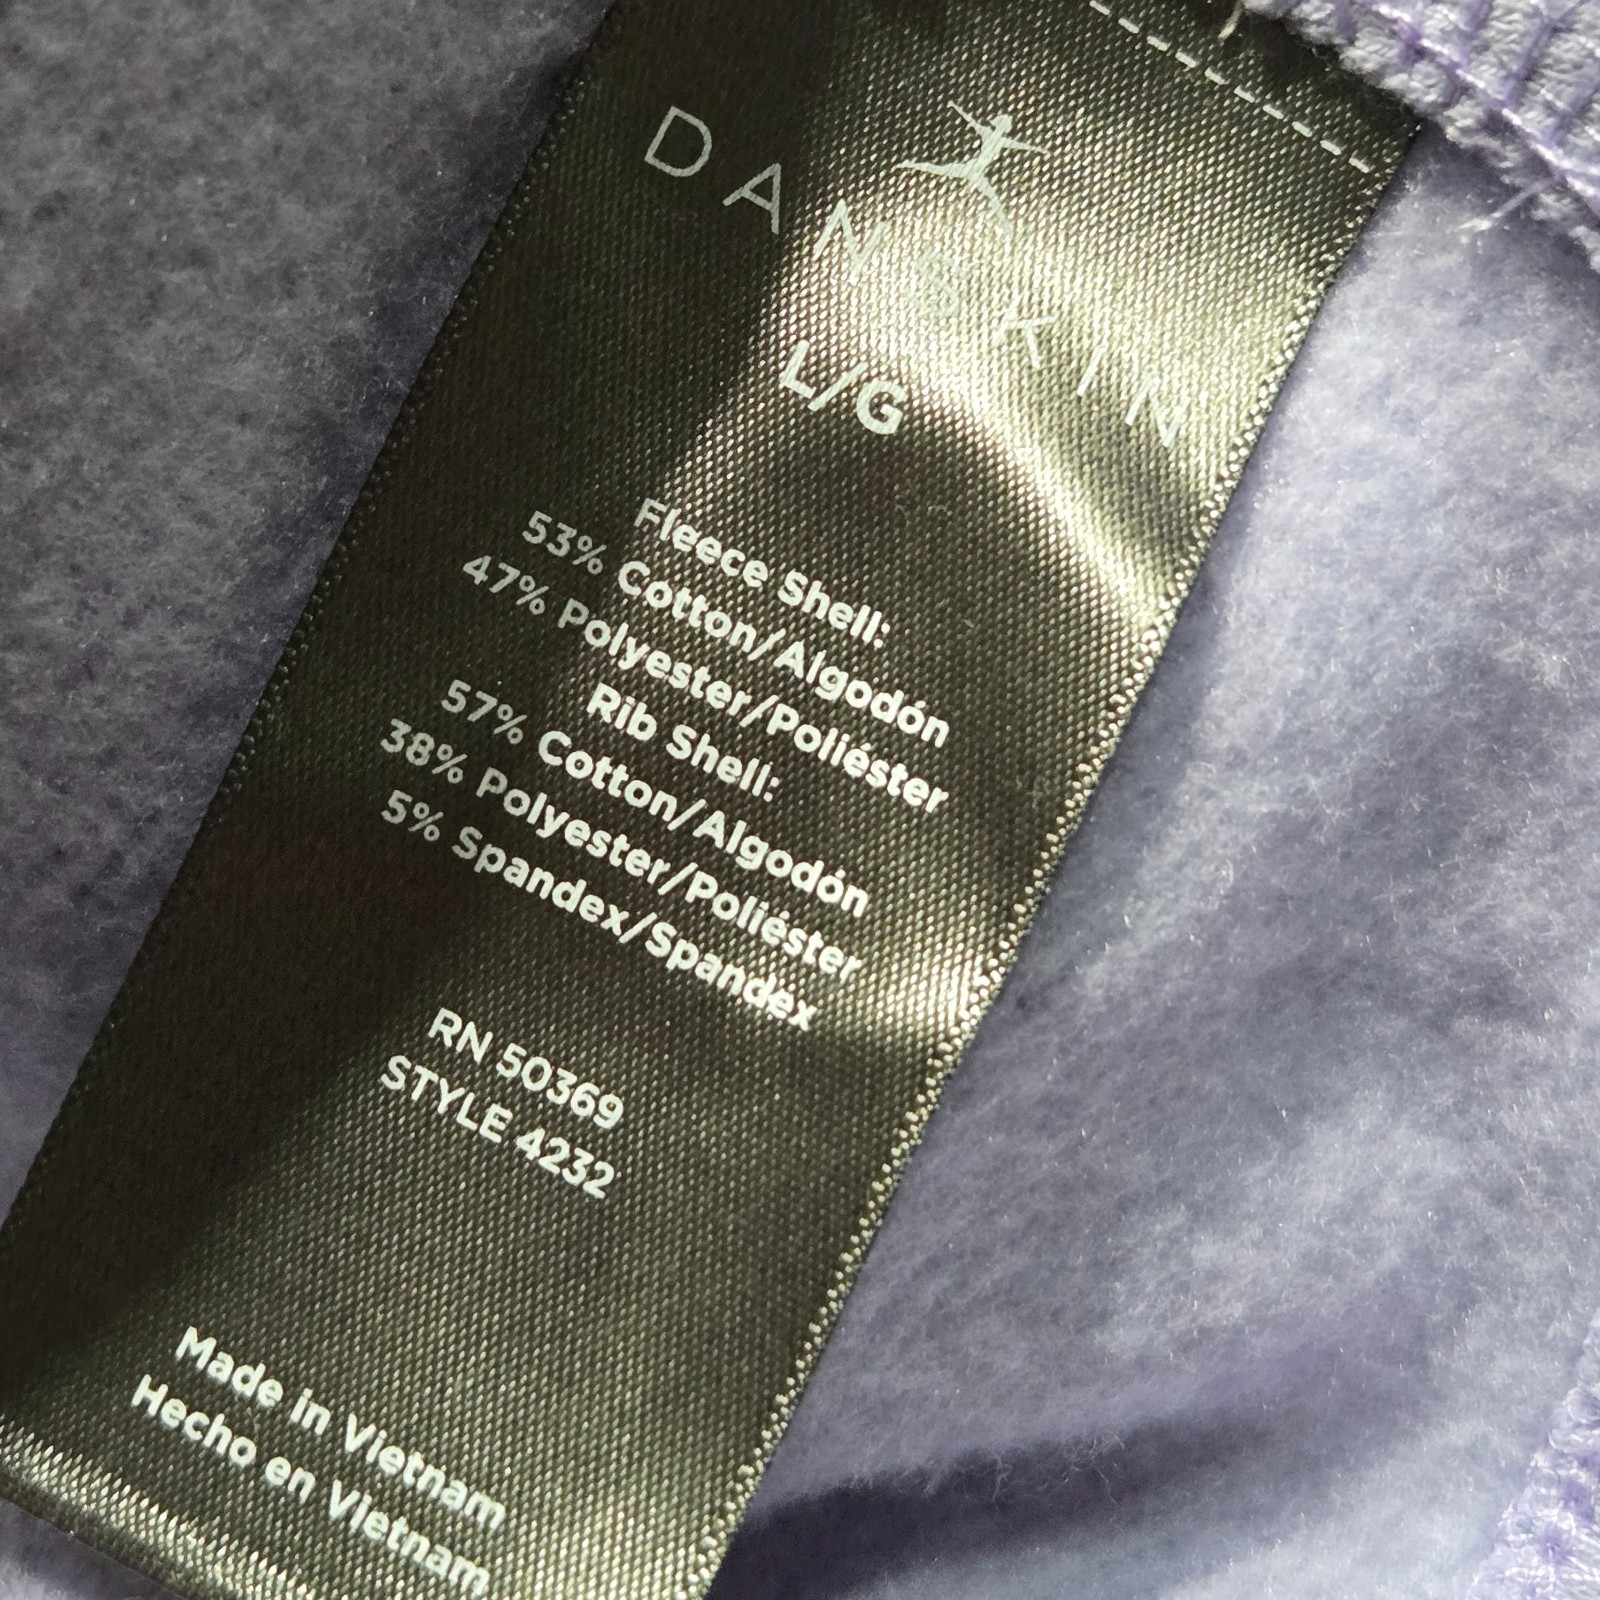 DANSKIN
L/G
Fleece Shell:
53% Cotton/Algodón
47% Polyester/Poliéster
Rib Shell:
57% Cotton/Algodón
38% Polyester/Poliéster
5% Spandex/Spandex
RN 50369
STYLE 4232
Made in Vietnam
Hecho en Vietnam